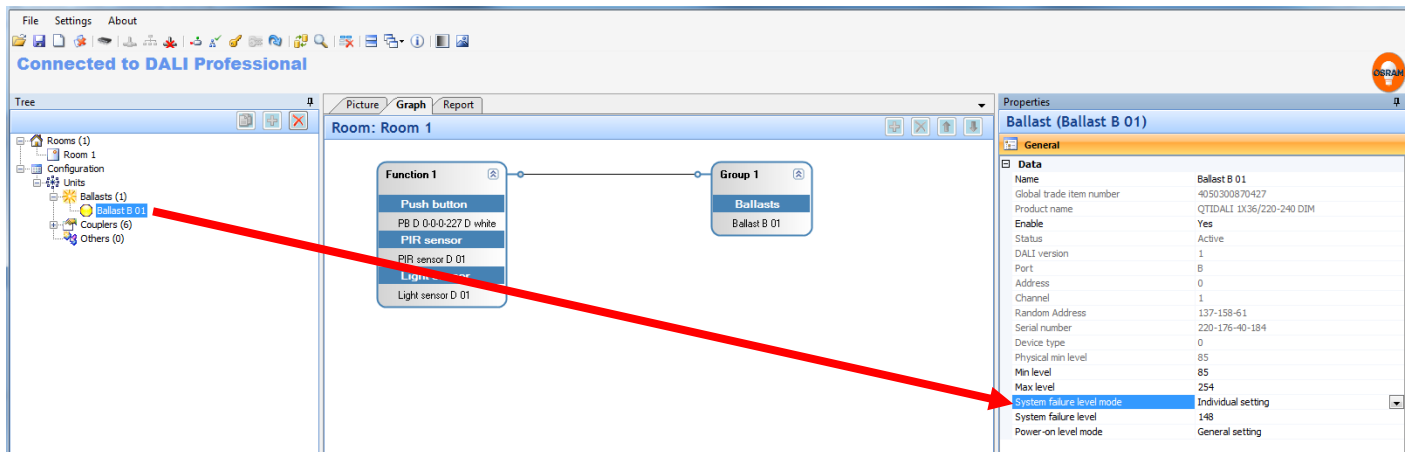 File Settings About
Connected to DALI Professional
OSRAM
Tree
Rooms (1)
Room 1
Configuration
Units
Ballasts (1)
Ballast B 01
Couplers (6)
Others (0)
Picture Graph Report
Room: Room 1
Function 1
Push button
PB D 0-0-0-227 D white
PIR sensor
PIR sensor D 01
Light sensor
Light sensor D 01
Group 1
Ballasts
Ballast B 01
Properties
Ballast (Ballast B 01)
General
Data
Name Ballast B 01
Global trade item number 4050300870427
Product name QTIDALI 1X36/220-240 DIM
Enable Yes
Status Active
DALI version 1
Port B
Address 0
Channel 1
Random Address 137-158-61
Serial number 220-176-40-184
Device type 0
Physical min level 85
Min level 85
Max level 254
System failure level mode Individual setting
System failure level 148
Power-on level mode General setting